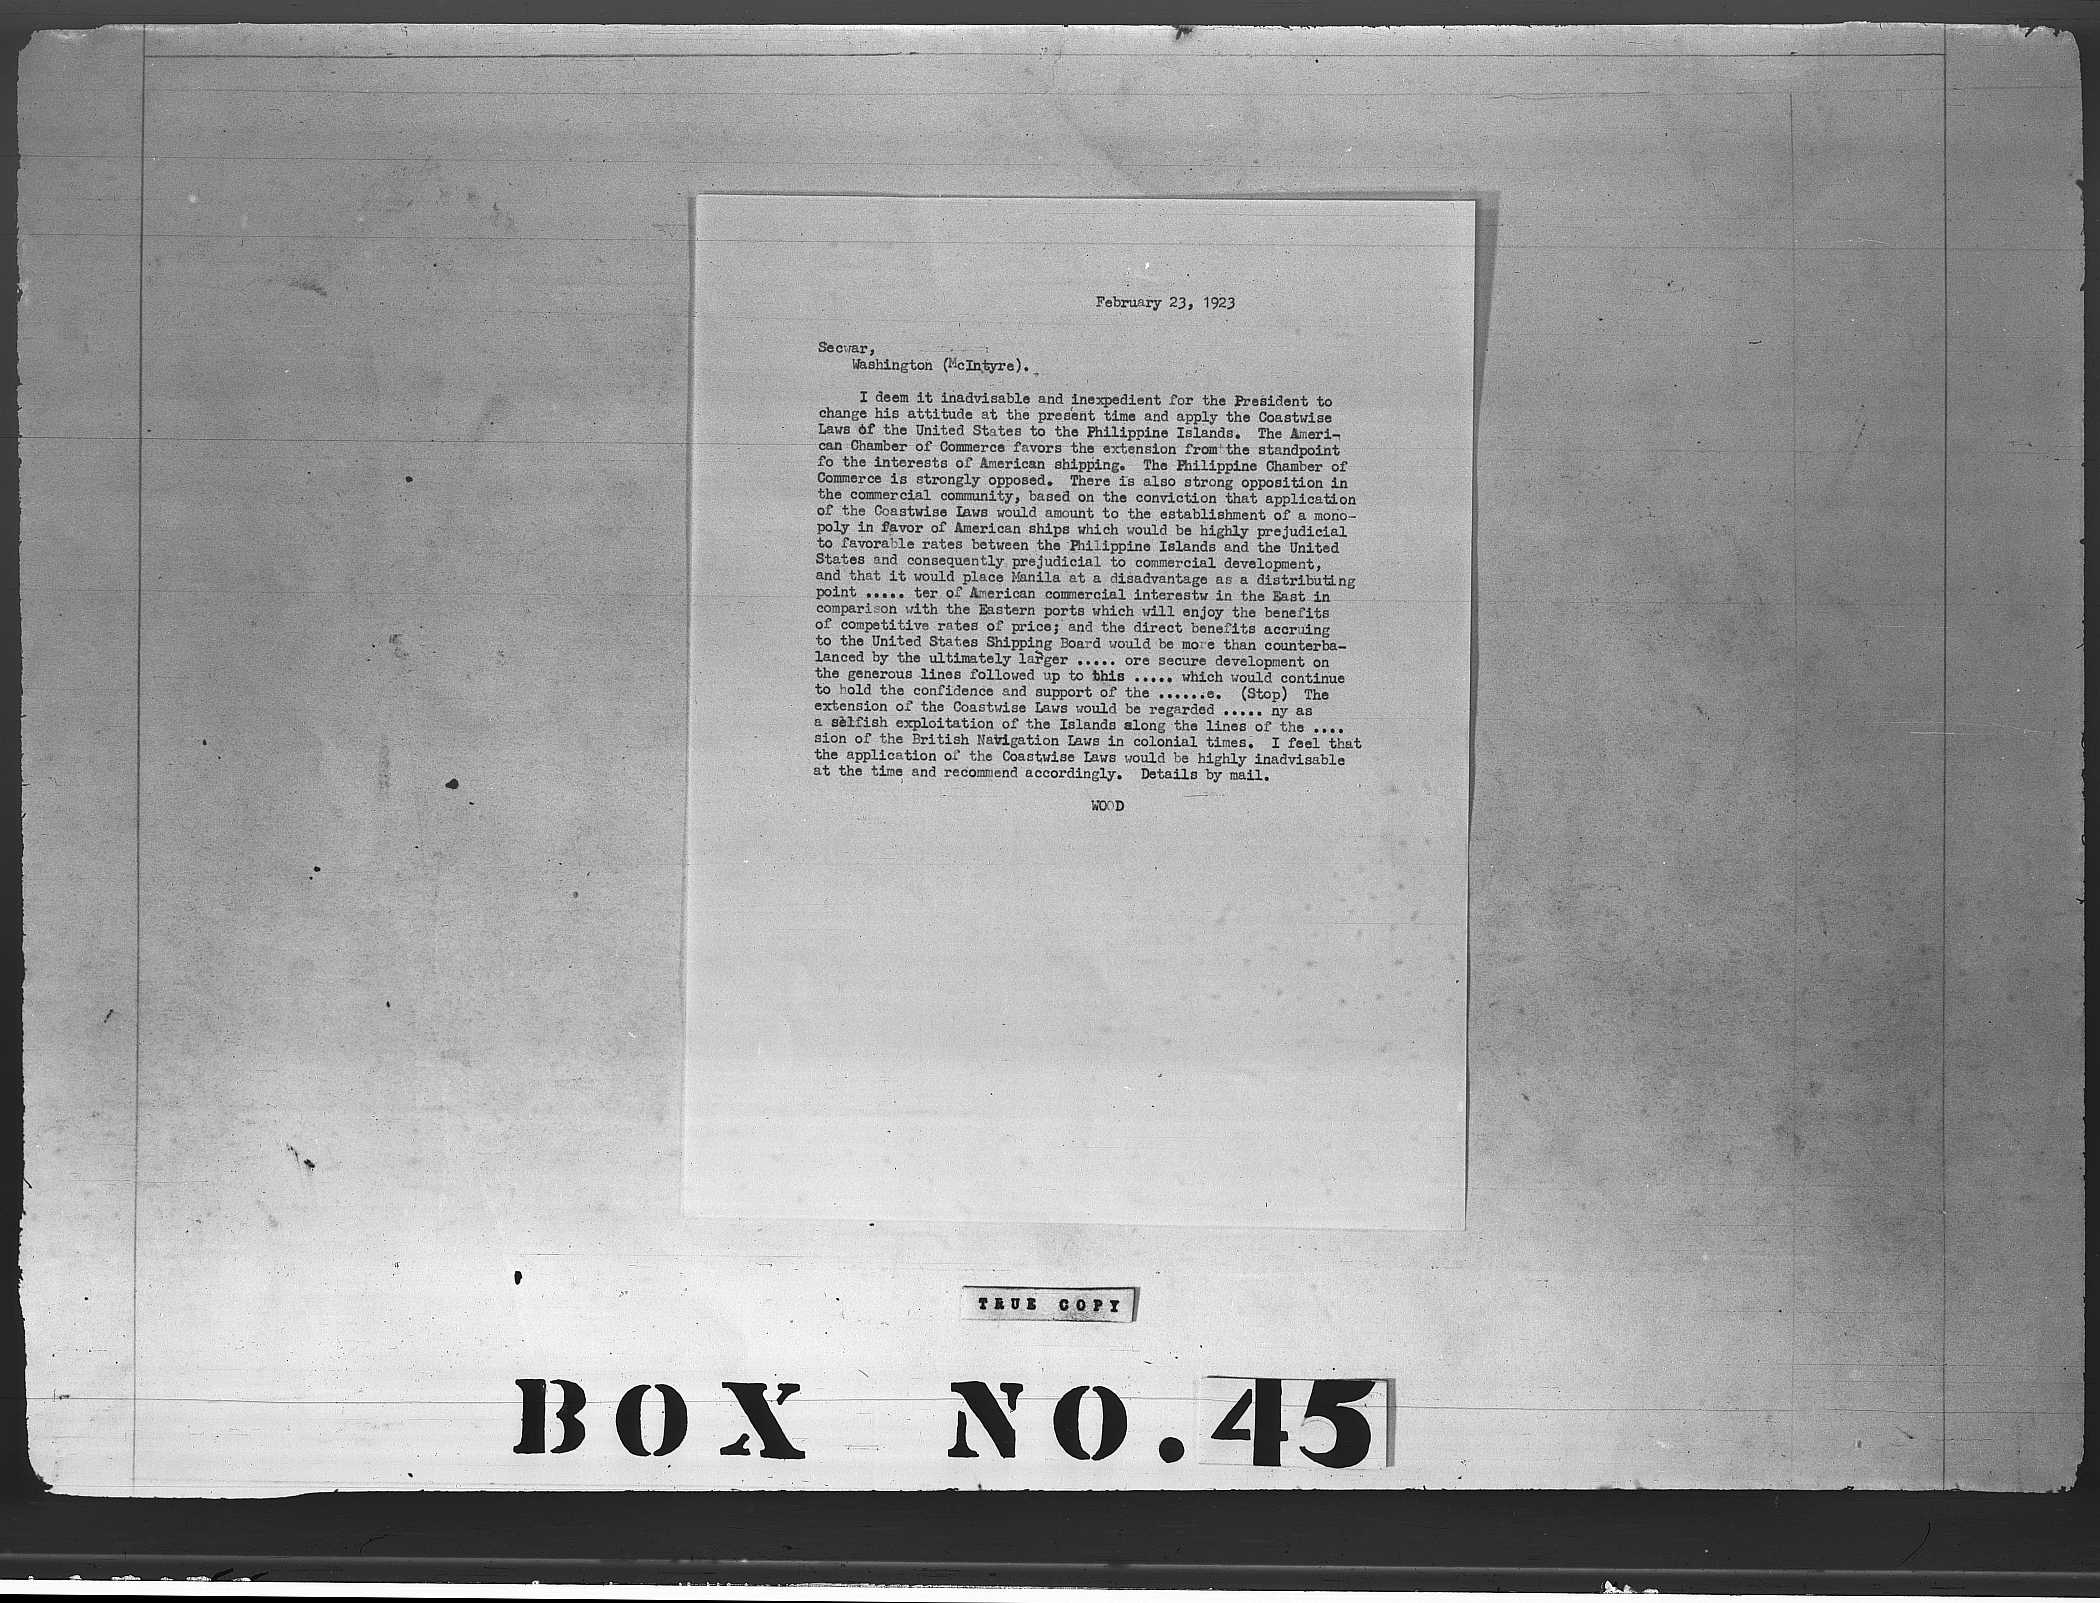 February 23, 1923
Secwar,
Washington (McIntyre).
I deem it inadvisable and inexpedient for the President to
change his attitude at the present time and apply the Coastwise
Laws of the United States to the Philippine Islands. The Ameri-
can Chamber of Commerce favors the extension from the standpoint
fo the interests of American shipping. The Philippine Chamber of
Commerce is strongly opposed. There is also strong opposition in
the commercial community, based on the conviction that application
of the Coastwise Laws would amount to the establishment of a mono-
poly in favor of American ships which would be highly prejudicial
to favorable rates between the Philippine Islands and the United
States and consequently prejudicial to commercial development,
and that it would place Manila at a disadvantage as a distributing
point ..... ter of American commercial interestw in the East in
comparison with the Eastern ports which will enjoy the benefits
of competitive rates of price; and the direct benefits accruing
to the United States Shipping Board would be more than counterba-
lanced by the ultimately larger ..... ore secure development on
the generous lines followed up to this ..... which would continue
to hold the confidence and support of the ......e. (Stop) The
extension of the Coastwise Laws would be regarded ..... ny as
a selfish exploitation of the Islands along the lines of the ....
sion of the British Navigation Laws in colonial times. I feel that
the application of the Coastwise Laws would be highly inadvisable
at the time and recommend accordingly. Details by mail.
WOOD
TRUE COPY
BOX NO. 45